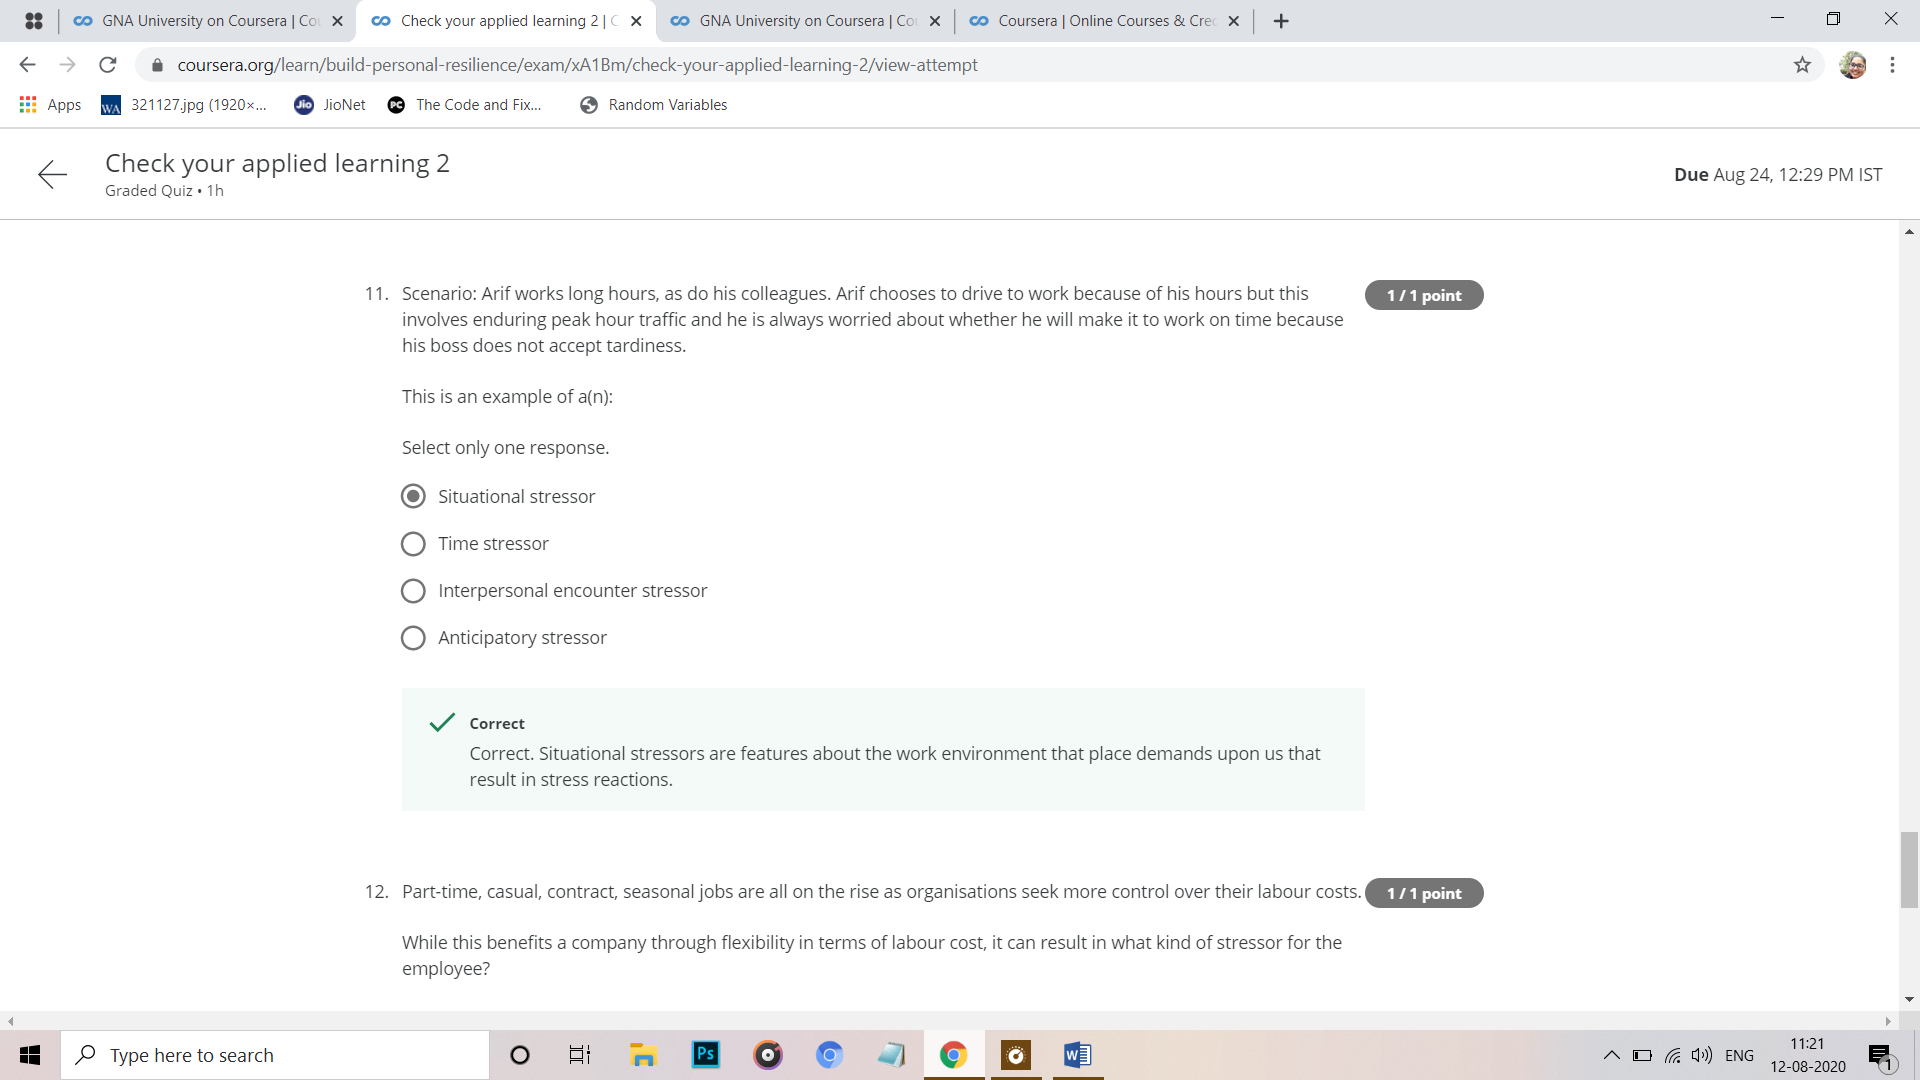 GNA University on Coursera | Cou
Check your applied learning 2 | C
GNA University on Coursera | Cou
Coursera | Online Courses & Cred
coursera.org/learn/build-personal-resilience/exam/xA1Bm/check-your-applied-learning-2/view-attempt
Apps
WA
321127.jpg (1920×...
Jio
JioNet
PC
The Code and Fix...
Random Variables
Check your applied learning 2
Graded Quiz • 1h
Due Aug 24, 12:29 PM IST
11. Scenario: Arif works long hours, as do his colleagues. Arif chooses to drive to work because of his hours but this
involves enduring peak hour traffic and he is always worried about whether he will make it to work on time because
his boss does not accept tardiness.
1 / 1 point
This is an example of a(n):
Select only one response.
Situational stressor
Time stressor
Interpersonal encounter stressor
Anticipatory stressor
Correct
Correct. Situational stressors are features about the work environment that place demands upon us that
result in stress reactions.
12. Part-time, casual, contract, seasonal jobs are all on the rise as organisations seek more control over their labour costs.
1 / 1 point
While this benefits a company through flexibility in terms of labour cost, it can result in what kind of stressor for the
employee?
Type here to search
Ps
W
ENG
11:21
12-08-2020
1